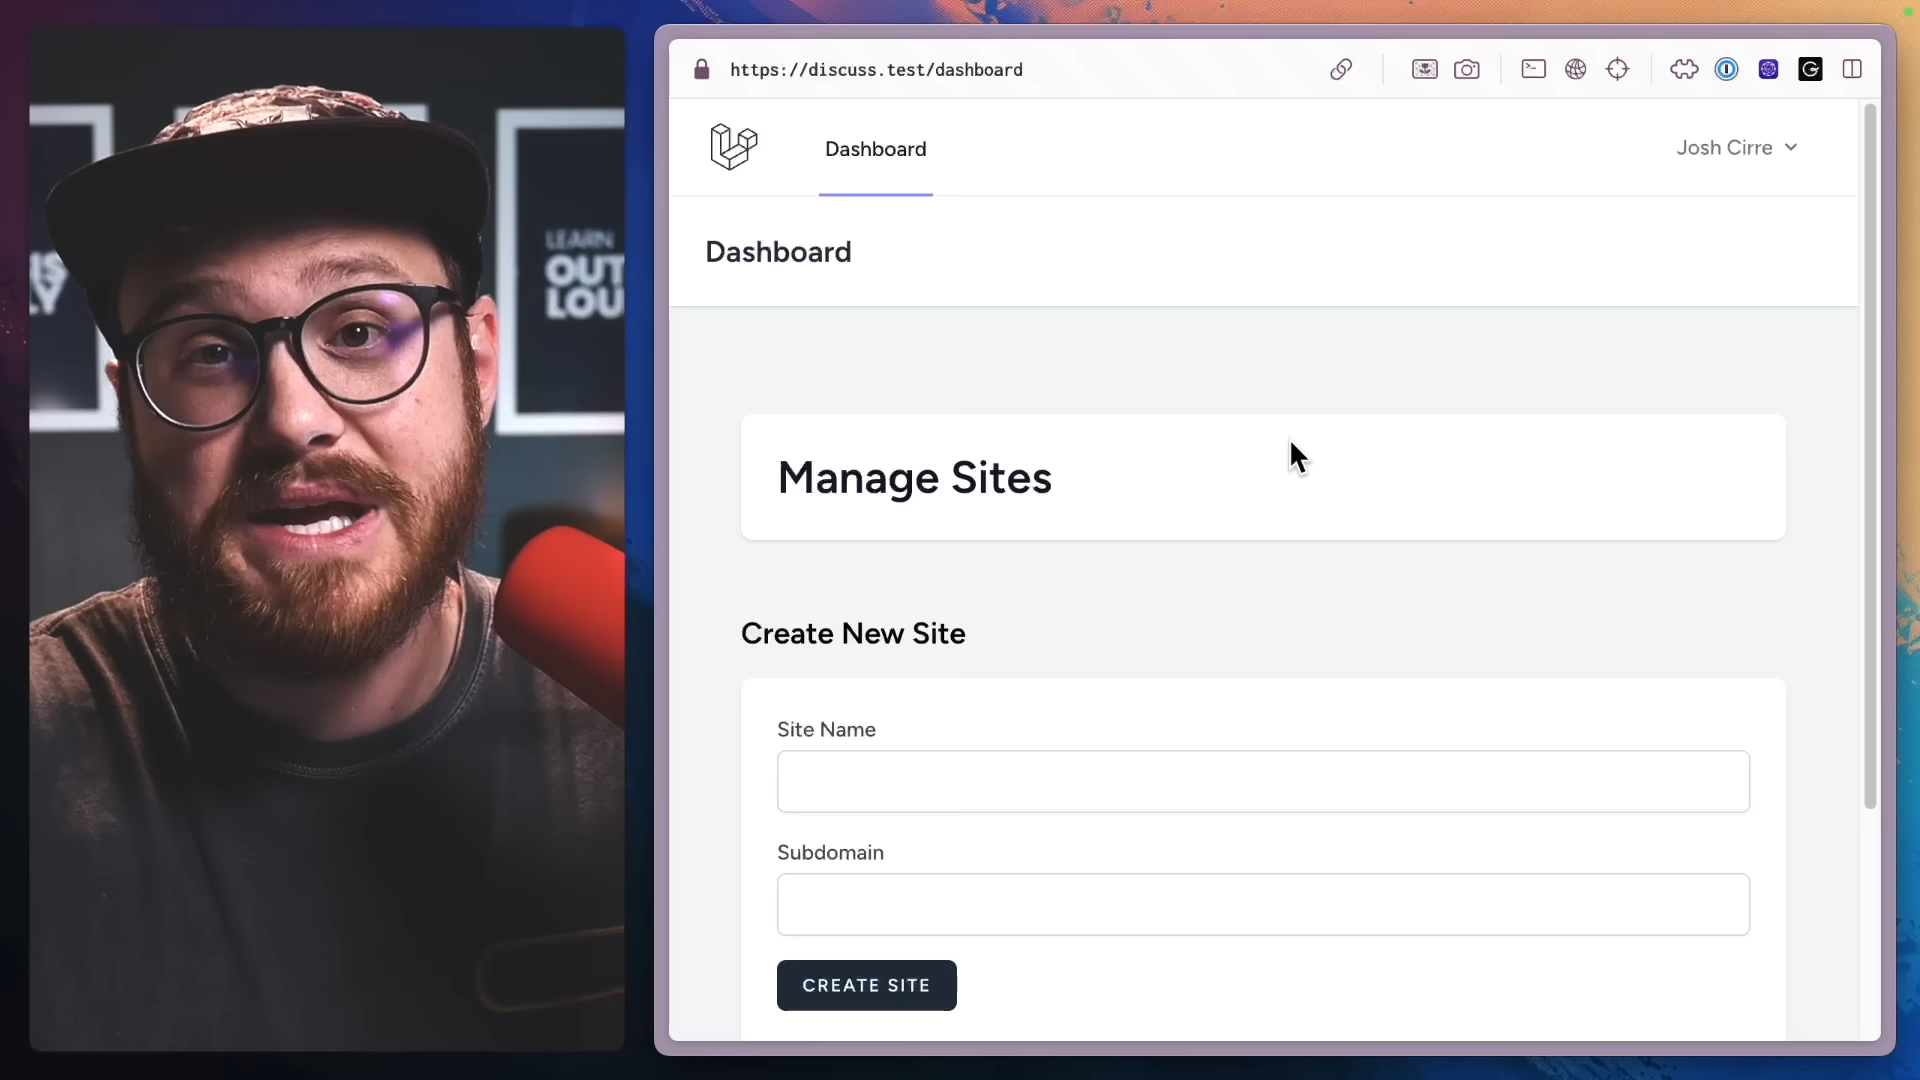 LEARN
OUT
LOU
https://discuss.test/dashboard
Dashboard
Josh Cirre
Dashboard
Manage Sites
Create New Site
Site Name
Subdomain
CREATE SITE